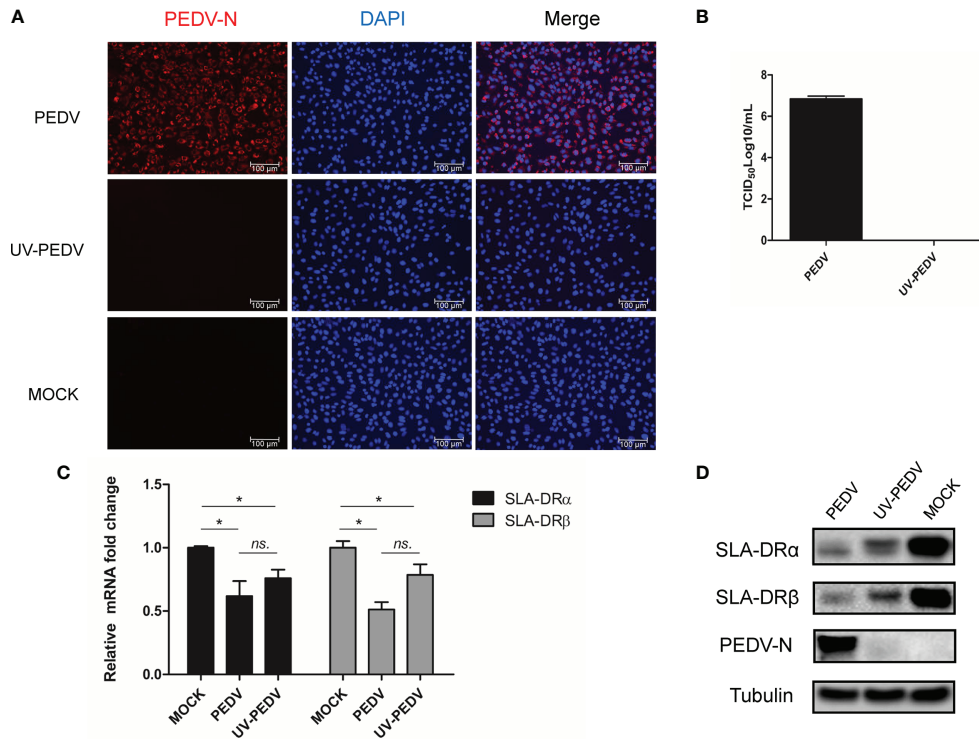 A
PEDV-N DAPI Merge
PEDV
100 µm 100 µm 100 µm
UV-PEDV
100 µm 100 µm 100 µm
MOCK
100 µm 100 µm 100 µm
B
TCID50Log10/mL
8
6
4
2
0
PEDV UV-PEDV
C
Relative mRNA fold change
1.5
1.0
0.5
0.0
* * ns.
* * ns.
SLA-DRα
SLA-DRβ
MOCK PEDV UV-PEDV MOCK PEDV UV-PEDV
D
PEDV UV-PEDV MOCK
SLA-DRα
SLA-DRβ
PEDV-N
Tubulin